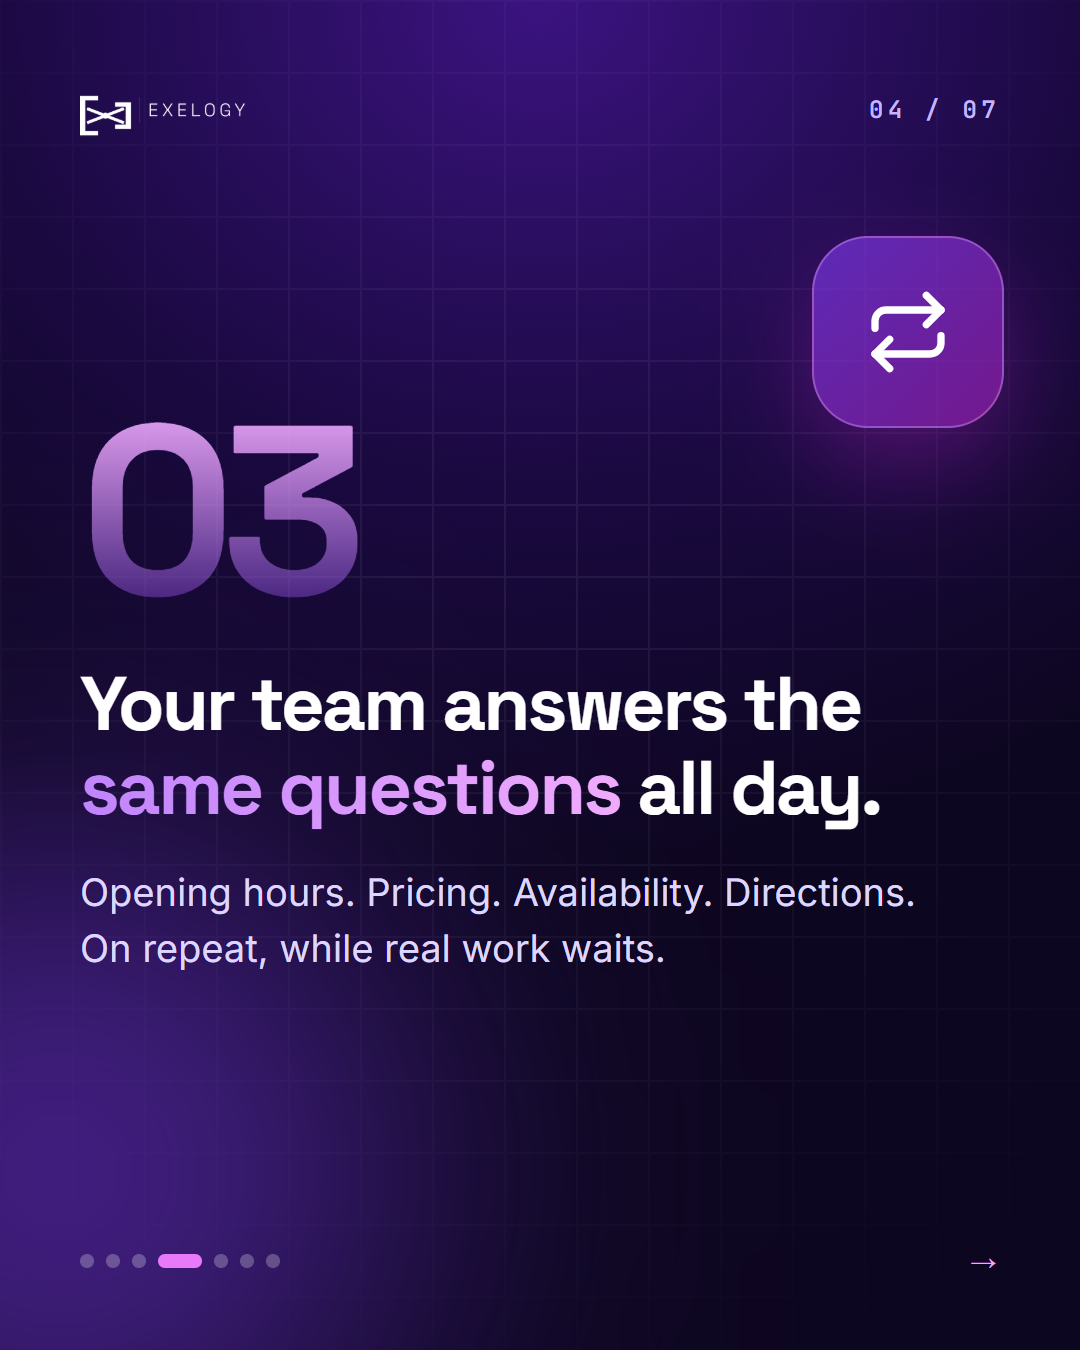 EXELOGY
04 / 07
03
Your team answers the
same questions all day.
Opening hours. Pricing. Availability. Directions.
On repeat, while real work waits.
→